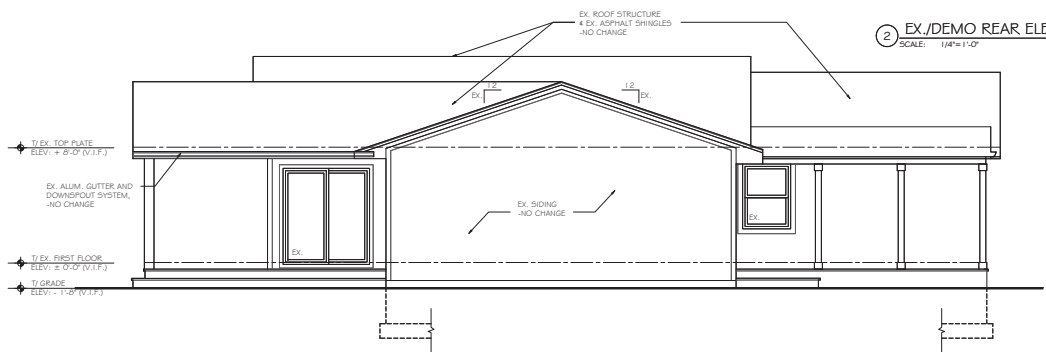 EX. ROOF STRUCTURE
& EX. ASPHALT SHINGLES
-NO CHANGE
2
EX./DEMO REAR ELE
SCALE: 1/4"=1'-0"
12
EX.
12
EX.
T/ EX. TOP PLATE
ELEV: + 8'-0" (V.I.F.)
EX. ALUM. GUTTER AND
DOWNSPOUT SYSTEM,
-NO CHANGE
EX. SIDING
-NO CHANGE
EX.
EX.
T/ EX. FIRST FLOOR
ELEV: ± 0'-0" (V.I.F.)
T/ GRADE
ELEV: - 1'-8" (V.I.F.)